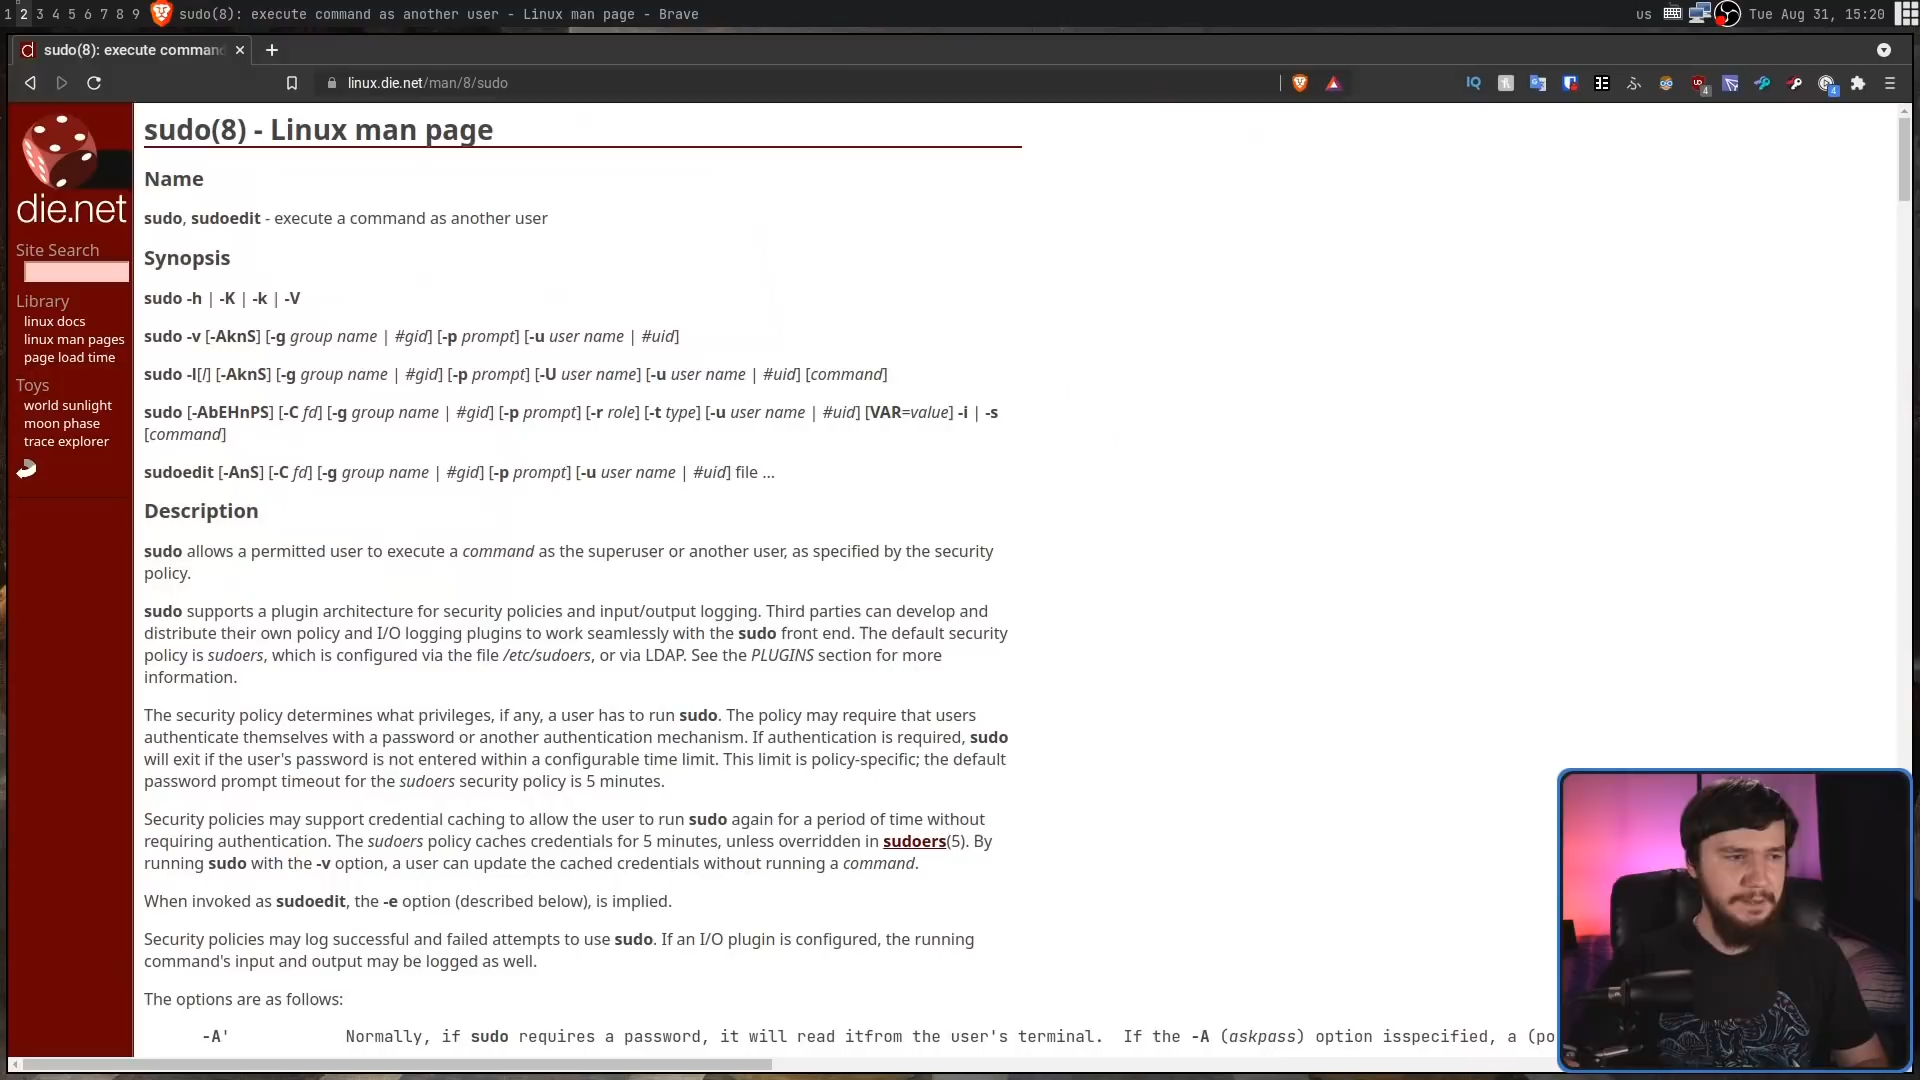 1 2 3 4 5 6 7 8 9 sudo(8): execute command as another user - Linux man page - Brave us Tue Aug 31, 15:20
sudo(8): execute comman
linux.die.net/man/8/sudo
IQ
4
4
die.net
Site Search
Library
linux docs
linux man pages
page load time
Toys
world sunlight
moon phase
trace explorer
sudo(8) - Linux man page
Name
sudo, sudoedit - execute a command as another user
Synopsis
sudo -h | -K | -k | -V
sudo -v [-AknS] [-g group name | #gid] [-p prompt] [-u user name | #uid]
sudo -l[l] [-AknS] [-g group name | #gid] [-p prompt] [-U user name] [-u user name | #uid] [command]
sudo [-AbEHnPS] [-C fd] [-g group name | #gid] [-p prompt] [-r role] [-t type] [-u user name | #uid] [VAR=value] -i | -s
[command]
sudoedit [-AnS] [-C fd] [-g group name | #gid] [-p prompt] [-u user name | #uid] file ...
Description
sudo allows a permitted user to execute a command as the superuser or another user, as specified by the security
policy.
sudo supports a plugin architecture for security policies and input/output logging. Third parties can develop and
distribute their own policy and I/O logging plugins to work seamlessly with the sudo front end. The default security
policy is sudoers, which is configured via the file /etc/sudoers, or via LDAP. See the PLUGINS section for more
information.
The security policy determines what privileges, if any, a user has to run sudo. The policy may require that users
authenticate themselves with a password or another authentication mechanism. If authentication is required, sudo
will exit if the user's password is not entered within a configurable time limit. This limit is policy-specific; the default
password prompt timeout for the sudoers security policy is 5 minutes.
Security policies may support credential caching to allow the user to run sudo again for a period of time without
requiring authentication. The sudoers policy caches credentials for 5 minutes, unless overridden in sudoers(5). By
running sudo with the -v option, a user can update the cached credentials without running a command.
When invoked as sudoedit, the -e option (described below), is implied.
Security policies may log successful and failed attempts to use sudo. If an I/O plugin is configured, the running
command's input and output may be logged as well.
The options are as follows:
-A' Normally, if sudo requires a password, it will read itfrom the user's terminal. If the -A (askpass) option isspecified, a (po